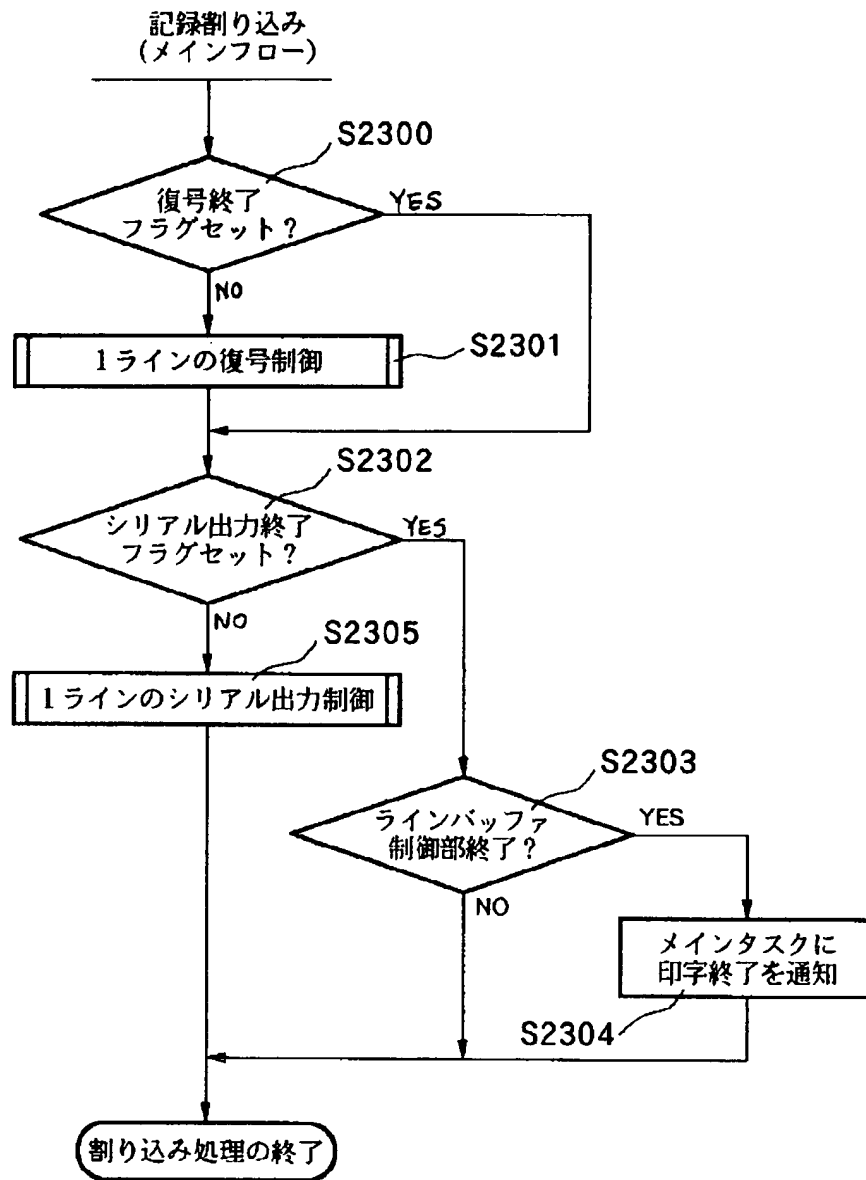 記録割り込み
(メインフロー)
S2300
復号終了
フラグセット?
YES
NO
1ラインの復号制御
S2301
S2302
シリアル出力終了
フラグセット?
YES
NO
S2305
1ラインのシリアル出力制御
S2303
ラインバッファ
制御部終了?
YES
NO
メインタスクに
印字終了を通知
S2304
割り込み処理の終了